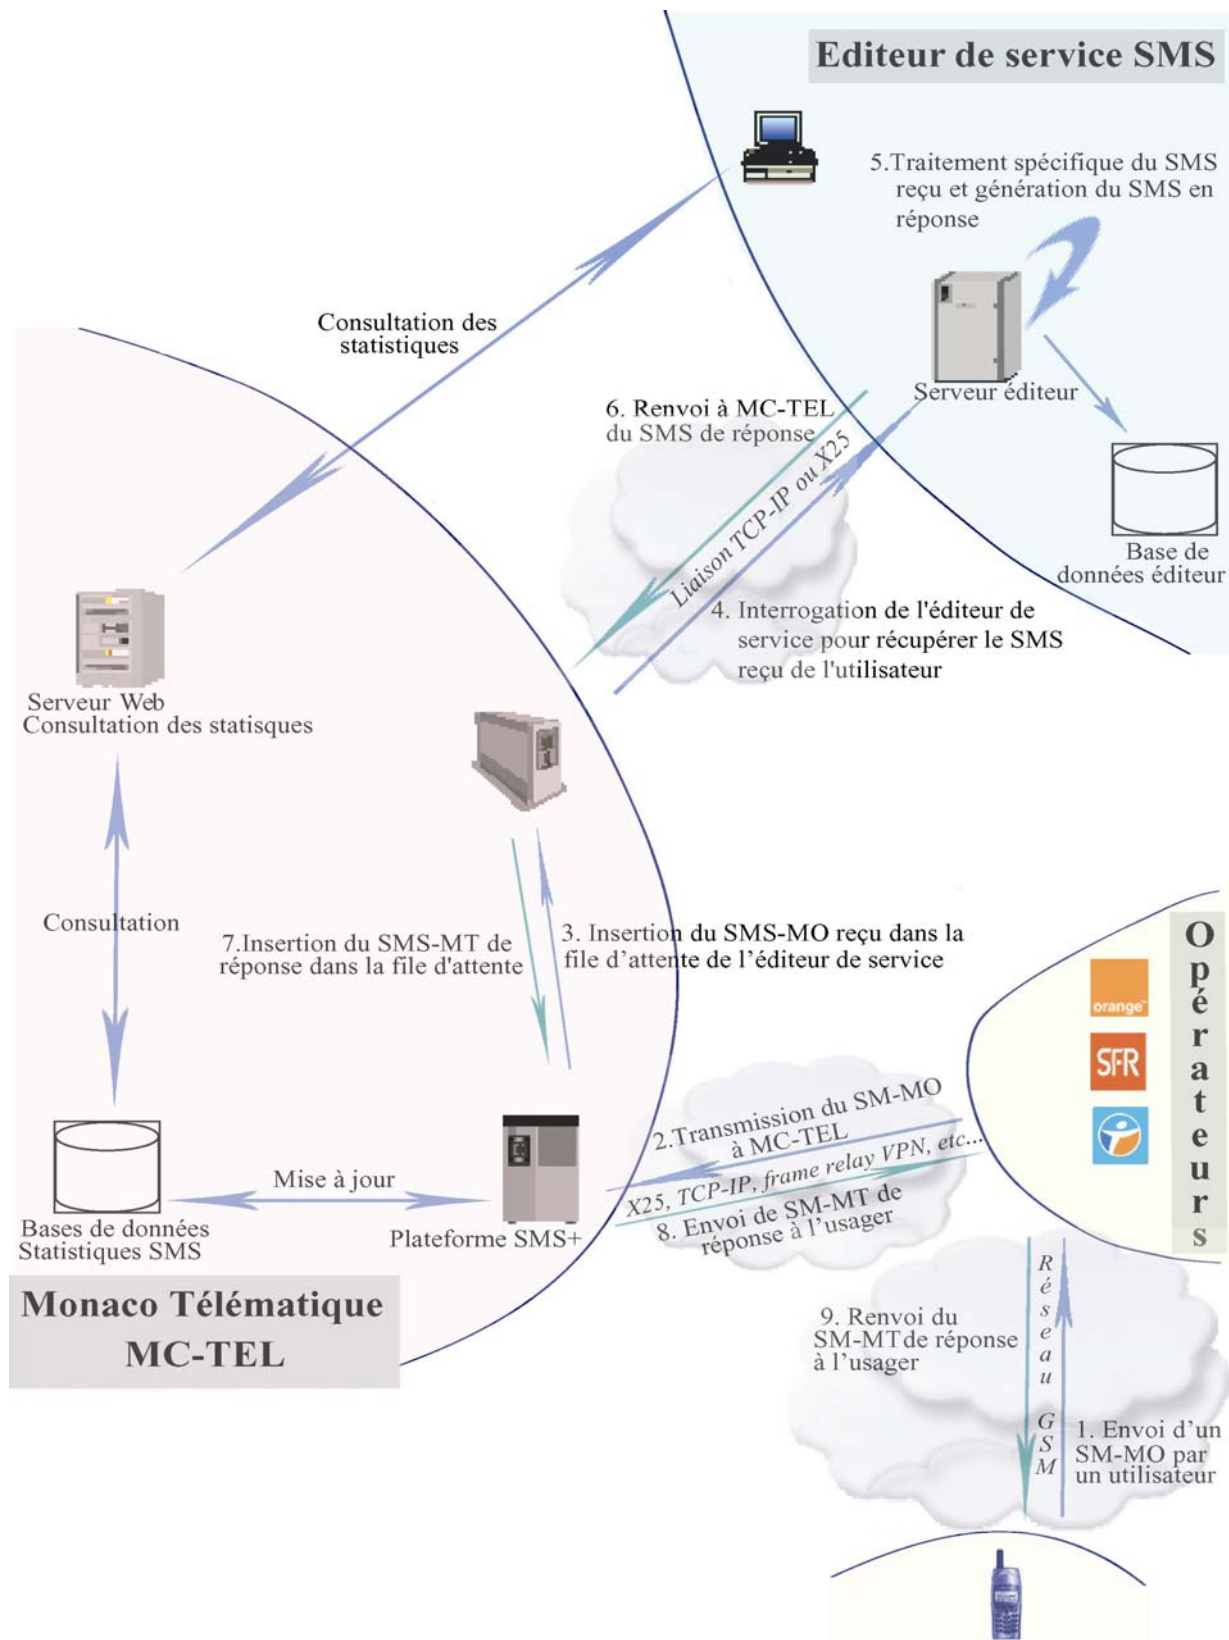 Editeur de service SMS
5.Traitement spécifique du SMS
reçu et génération du SMS en
réponse
Serveur éditeur
Base de
données éditeur
Consultation des
statistiques
6. Renvoi à MC-TEL
du SMS de réponse
Liaison TCP-IP ou X25
4. Interrogation de l'éditeur de
service pour récupérer le SMS
reçu de l'utilisateur
Serveur Web
Consultation des statisques
Consultation
7.Insertion du SMS-MT de
réponse dans la file d'attente
3. Insertion du SMS-MO reçu dans la
file d’attente de l’éditeur de service
Opérateurs
orange™
SFR
2.Transmission du SM-MO
à MC-TEL
X25, TCP-IP, frame relay VPN, etc...
8. Envoi de SM-MT de
réponse à l’usager
Mise à jour
Bases de données
Statistiques SMS
Plateforme SMS+
Monaco Télématique
MC-TEL
9. Renvoi du
SM-MT de réponse
à l’usager
Réseau GSM
1. Envoi d’un
SM-MO par
un utilisateur